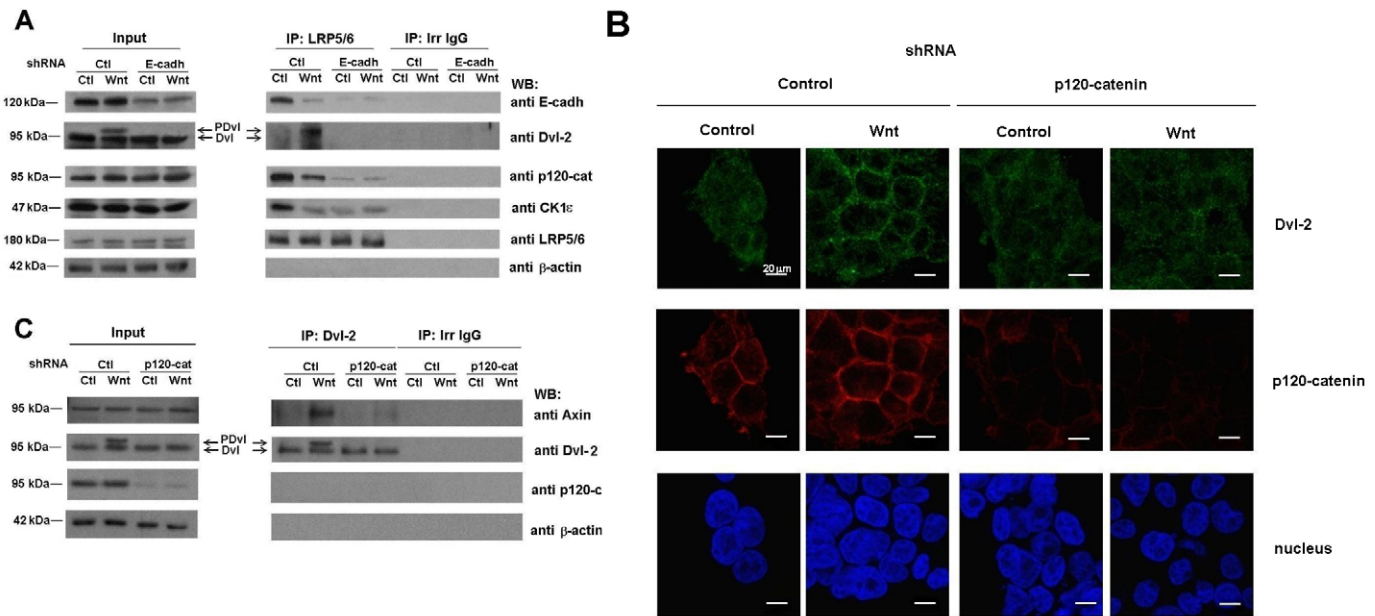 A
Input
IP: LRP5/6
IP: Irr IgG
shRNA
Ctl
E-cadh
Ctl
E-cadh
Ctl
E-cadh
Ctl Wnt Ctl Wnt
Ctl Wnt Ctl Wnt
Ctl Wnt Ctl Wnt
WB:
120 kDa
anti E-cadh
95 kDa
PDvl
Dvl
anti Dvl-2
95 kDa
anti p120-cat
47 kDa
anti CK1ε
180 kDa
anti LRP5/6
42 kDa
anti β-actin
C
Input
IP: Dvl-2
IP: Irr IgG
shRNA
Ctl
p120-cat
Ctl
p120-cat
Ctl
p120-cat
Ctl Wnt Ctl Wnt
Ctl Wnt Ctl Wnt
Ctl Wnt Ctl Wnt
WB:
95 kDa
anti Axin
95 kDa
PDvl
Dvl
anti Dvl-2
95 kDa
anti p120-c
42 kDa
anti β-actin
B
shRNA
Control
p120-catenin
Control
Wnt
Control
Wnt
20 μm
Dvl-2
p120-catenin
nucleus